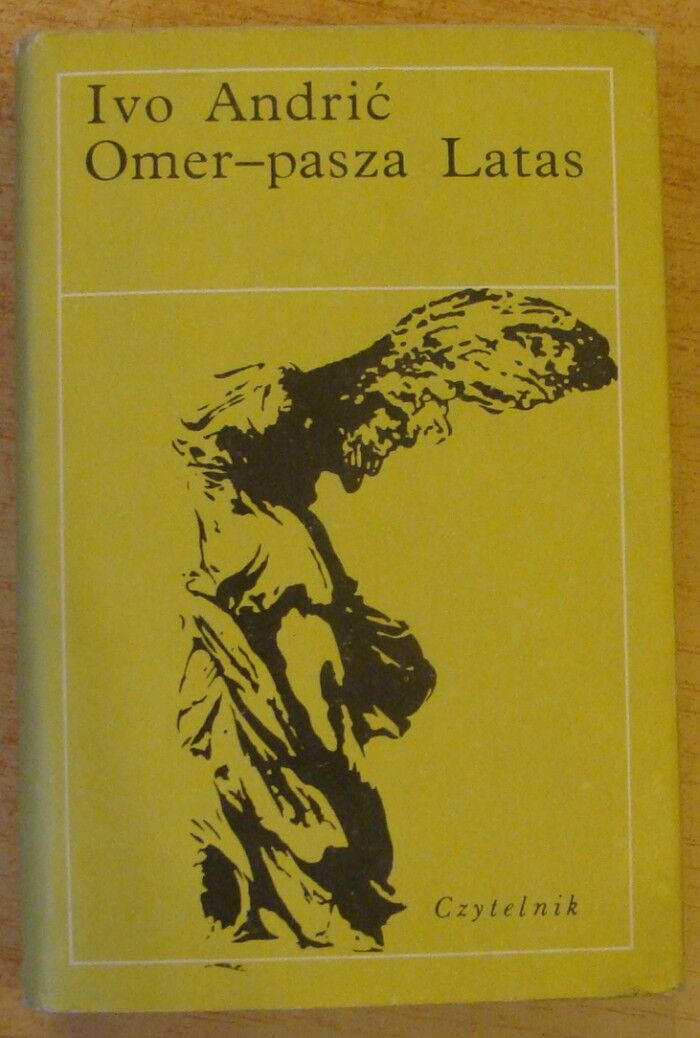 Ivo Andrić
Omer–pasza Latas
Czytelnik